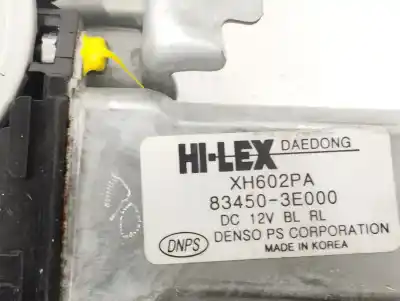 HI-LEX DAEDONG
XH602PA
83450-3E000
DC 12V BL RL
DENSO PS CORPORATION
DNPS MADE IN KOREA